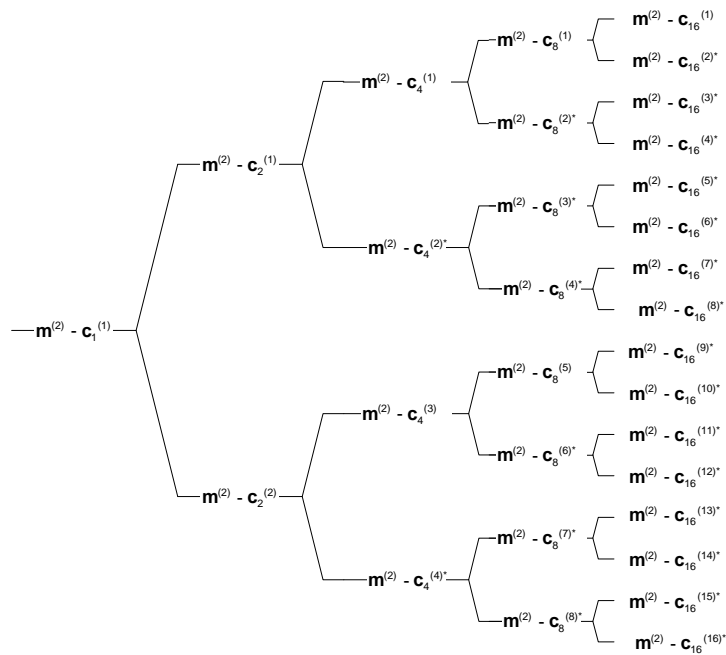 m⁽²⁾ - c₁₆⁽¹⁾
m⁽²⁾ - c₈⁽¹⁾
m⁽²⁾ - c₁₆⁽²⁾*
m⁽²⁾ - c₄⁽¹⁾
m⁽²⁾ - c₁₆⁽³⁾*
m⁽²⁾ - c₈⁽²⁾*
m⁽²⁾ - c₁₆⁽⁴⁾*
m⁽²⁾ - c₂⁽¹⁾
m⁽²⁾ - c₁₆⁽⁵⁾*
m⁽²⁾ - c₈⁽³⁾*
m⁽²⁾ - c₁₆⁽⁶⁾*
m⁽²⁾ - c₄⁽²⁾*
m⁽²⁾ - c₁₆⁽⁷⁾*
m⁽²⁾ - c₈⁽⁴⁾*
m⁽²⁾ - c₁₆⁽⁸⁾*
m⁽²⁾ - c₁⁽¹⁾
m⁽²⁾ - c₁₆⁽⁹⁾*
m⁽²⁾ - c₈⁽⁵⁾
m⁽²⁾ - c₁₆⁽¹⁰⁾*
m⁽²⁾ - c₄⁽³⁾
m⁽²⁾ - c₁₆⁽¹¹⁾*
m⁽²⁾ - c₈⁽⁶⁾*
m⁽²⁾ - c₁₆⁽¹²⁾*
m⁽²⁾ - c₂⁽²⁾
m⁽²⁾ - c₁₆⁽¹³⁾*
m⁽²⁾ - c₈⁽⁷⁾*
m⁽²⁾ - c₁₆⁽¹⁴⁾*
m⁽²⁾ - c₄⁽⁴⁾*
m⁽²⁾ - c₁₆⁽¹⁵⁾*
m⁽²⁾ - c₈⁽⁸⁾*
m⁽²⁾ - c₁₆⁽¹⁶⁾*